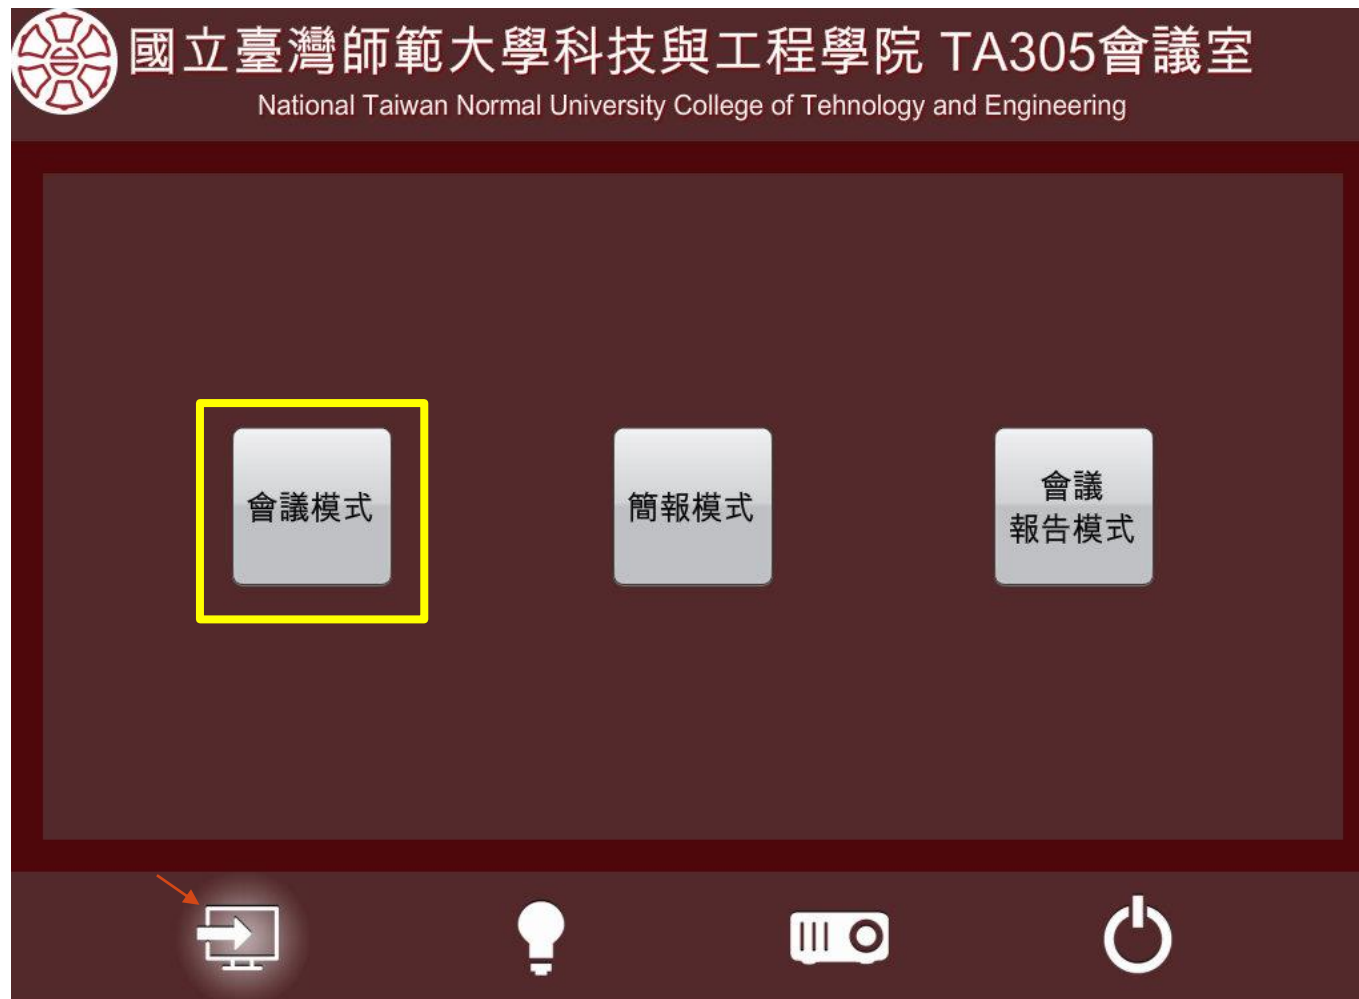 國立臺灣師範大學科技與工程學院 TA305會議室
National Taiwan Normal University College of Tehnology and Engineering
會議模式
簡報模式
會議
報告模式